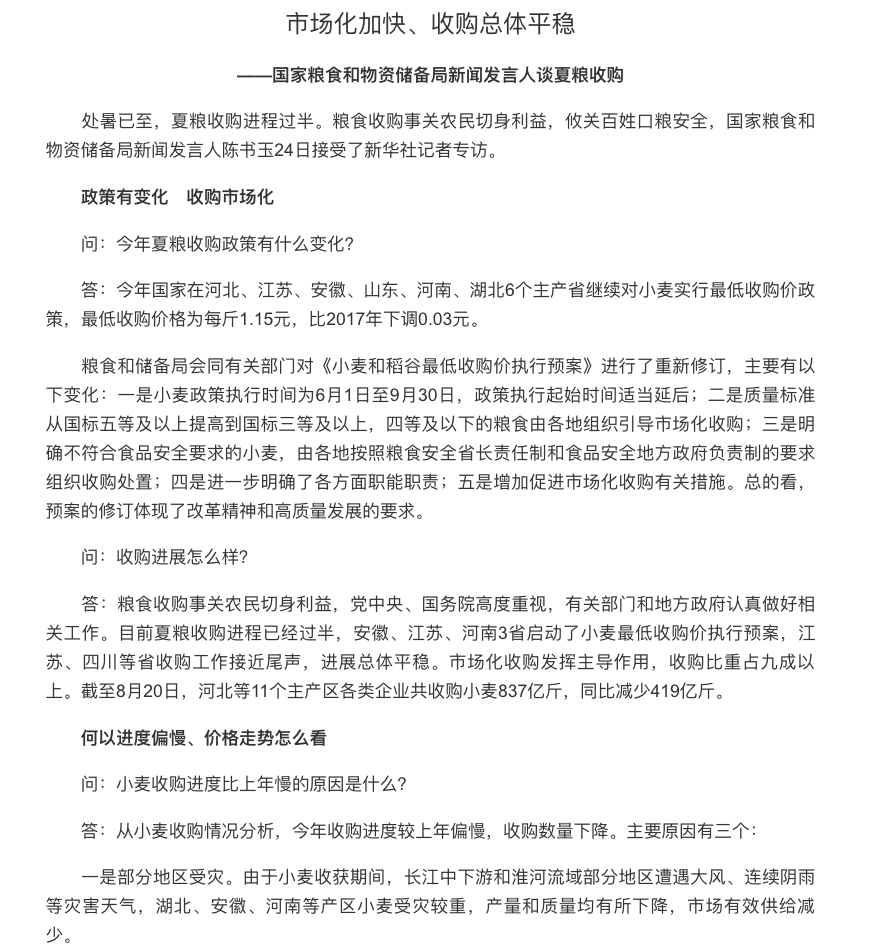 市场化加快、收购总体平稳
——国家粮食和物资储备局新闻发言人谈夏粮收购
处暑已至，夏粮收购进程过半。粮食收购事关农民切身利益，攸关百姓口粮安全，国家粮食和
物资储备局新闻发言人陈书玉24日接受了新华社记者专访。
政策有变化　收购市场化
问：今年夏粮收购政策有什么变化?
答：今年国家在河北、江苏、安徽、山东、河南、湖北6个主产省继续对小麦实行最低收购价政
策，最低收购价格为每斤1.15元，比2017年下调0.03元。
粮食和储备局会同有关部门对《小麦和稻谷最低收购价执行预案》进行了重新修订，主要有以
下变化：一是小麦政策执行时间为6月1日至9月30日，政策执行起始时间适当延后；二是质量标准
从国标五等及以上提高到国标三等及以上，四等及以下的粮食由各地组织引导市场化收购；三是明
确不符合食品安全要求的小麦，由各地按照粮食安全省长责任制和食品安全地方政府负责制的要求
组织收购处置；四是进一步明确了各方面职能职责；五是增加促进市场化收购有关措施。总的看，
预案的修订体现了改革精神和高质量发展的要求。
问：收购进展怎么样?
答：粮食收购事关农民切身利益，党中央、国务院高度重视，有关部门和地方政府认真做好相
关工作。目前夏粮收购进程已经过半，安徽、江苏、河南3省启动了小麦最低收购价执行预案，江
苏、四川等省收购工作接近尾声，进展总体平稳。市场化收购发挥主导作用，收购比重占九成以
上。截至8月20日，河北等11个主产区各类企业共收购小麦837亿斤，同比减少419亿斤。
何以进度偏慢、价格走势怎么看
问：小麦收购进度比上年慢的原因是什么?
答：从小麦收购情况分析，今年收购进度较上年偏慢，收购数量下降。主要原因有三个：
一是部分地区受灾。由于小麦收获期间，长江中下游和淮河流域部分地区遭遇大风、连续阴雨
等灾害天气，湖北、安徽、河南等产区小麦受灾较重，产量和质量均有所下降，市场有效供给减
少。